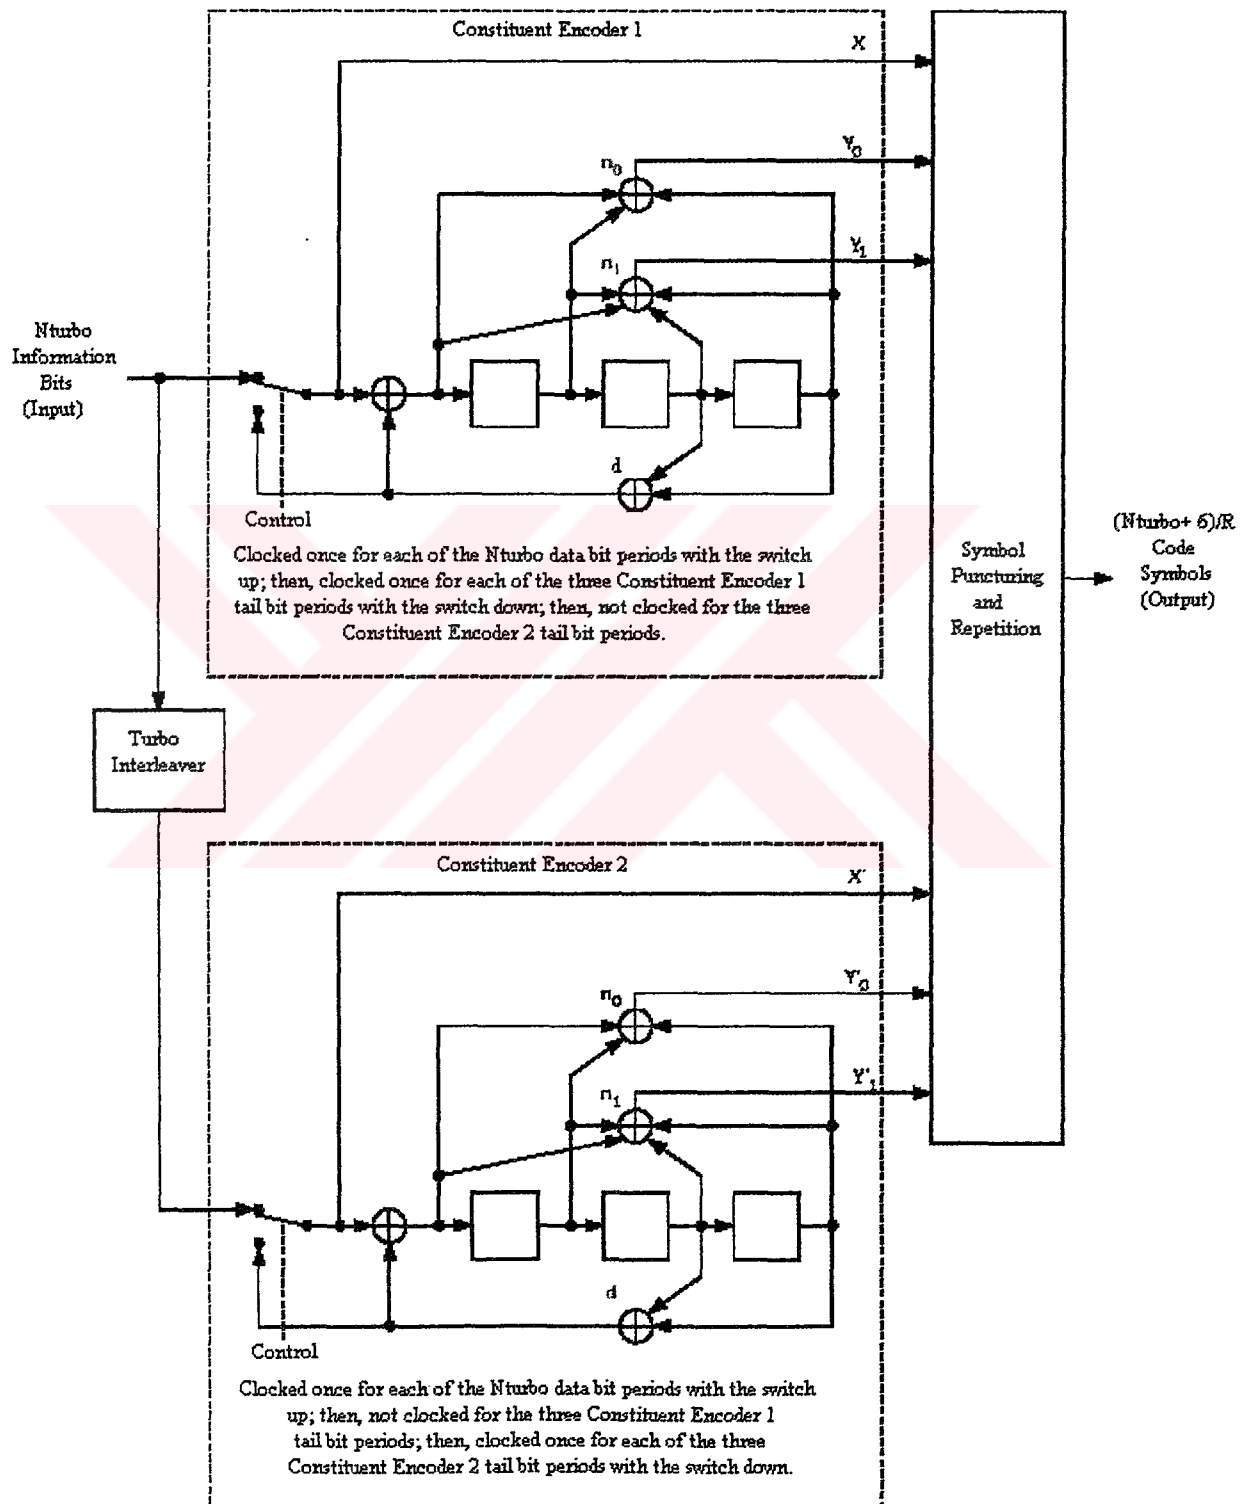 Constituent Encoder 1
X
Y0
n0
Y1
n1
Nturbo
Information
Bits
(Input)
d
Control
Clocked once for each of the Nturbo data bit periods with the switch
up; then, clocked once for each of the three Constituent Encoder 1
tail bit periods with the switch down; then, not clocked for the three
Constituent Encoder 2 tail bit periods.
Symbol
Puncturing
and
Repetition
(Nturbo+ 6)/R
Code
Symbols
(Output)
Turbo
Interleaver
Constituent Encoder 2
X'
Y'0
n0
Y'1
n1
d
Control
Clocked once for each of the Nturbo data bit periods with the switch
up; then, not clocked for the three Constituent Encoder 1
tail bit periods; then, clocked once for each of the three
Constituent Encoder 2 tail bit periods with the switch down.